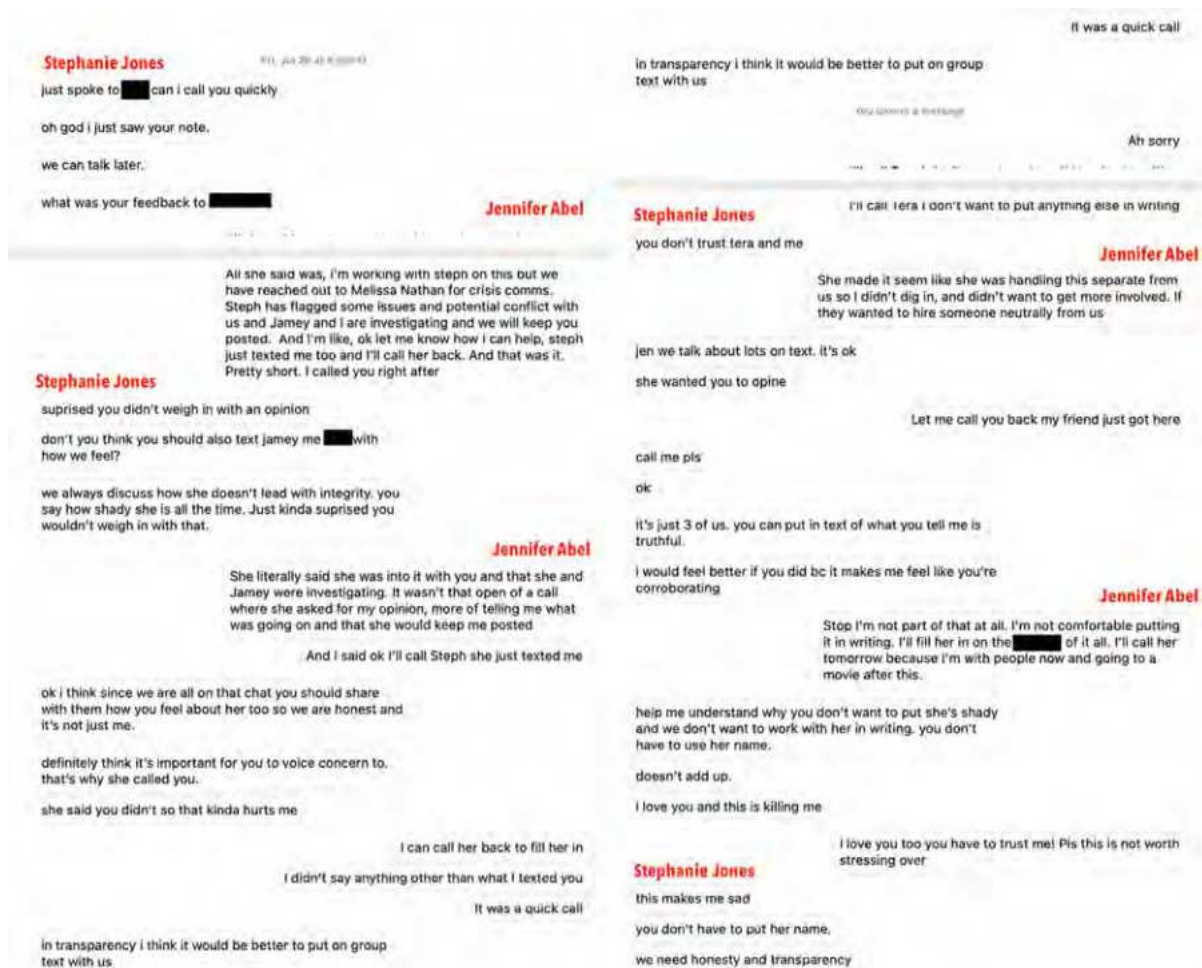 Stephanie Jones
just spoke to can i call you quickly
oh god i just saw your note.
we can talk later.
what was your feedback to
Jennifer Abel
All she said was, i'm working with steph on this but we
have reached out to Melissa Nathan for crisis comms.
Steph has flagged some issues and potential conflict with
us and Jamey and I are investigating and we will keep you
posted. And I'm like, ok let me know how I can help, steph
just texted me too and I'll call her back. And that was it.
Pretty short. I called you right after
Stephanie Jones
suprised you didn't weigh in with an opinion
don't you think you should also text jamey me with
how we feel?
we always discuss how she doesn't lead with integrity. you
say how shady she is all the time. Just kinda suprised you
wouldn't weigh in with that.
Jennifer Abel
She literally said she was into it with you and that she and
Jamey were investigating. It wasn't that open of a call
where she asked for my opinion, more of telling me what
was going on and that she would keep me posted
And I said ok I'll call Steph she just texted me
ok i think since we are all on that chat you should share
with them how you feel about her too so we are honest and
it's not just me.
definitely think it's important for you to voice concern to.
that's why she called you.
she said you didn't so that kinda hurts me
I can call her back to fill her in
I didn't say anything other than what I texted you
It was a quick call
in transparency i think it would be better to put on group
text with us
It was a quick call
in transparency i think it would be better to put on group
text with us
You unsent a message
Ah sorry
Stephanie Jones
I'll call Tera I don't want to put anything else in writing
you don't trust tera and me
Jennifer Abel
She made it seem like she was handling this separate from
us so I didn't dig in, and didn't want to get more involved. If
they wanted to hire someone neutrally from us
jen we talk about lots on text. it's ok
she wanted you to opine
Let me call you back my friend just got here
call me pls
ok
it's just 3 of us. you can put in text of what you tell me is
truthful.
i would feel better if you did bc it makes me feel like you're
corroborating
Jennifer Abel
Stop I'm not part of that at all. I'm not comfortable putting
it in writing. I'll fill her in on the of it all. I'll call her
tomorrow because I'm with people now and going to a
movie after this.
help me understand why you don't want to put she's shady
and we don't want to work with her in writing. you don't
have to use her name.
doesn't add up.
i love you and this is killing me
I love you too you have to trust me! Pls this is not worth
stressing over
Stephanie Jones
this makes me sad
you don't have to put her name,
we need honesty and transparency